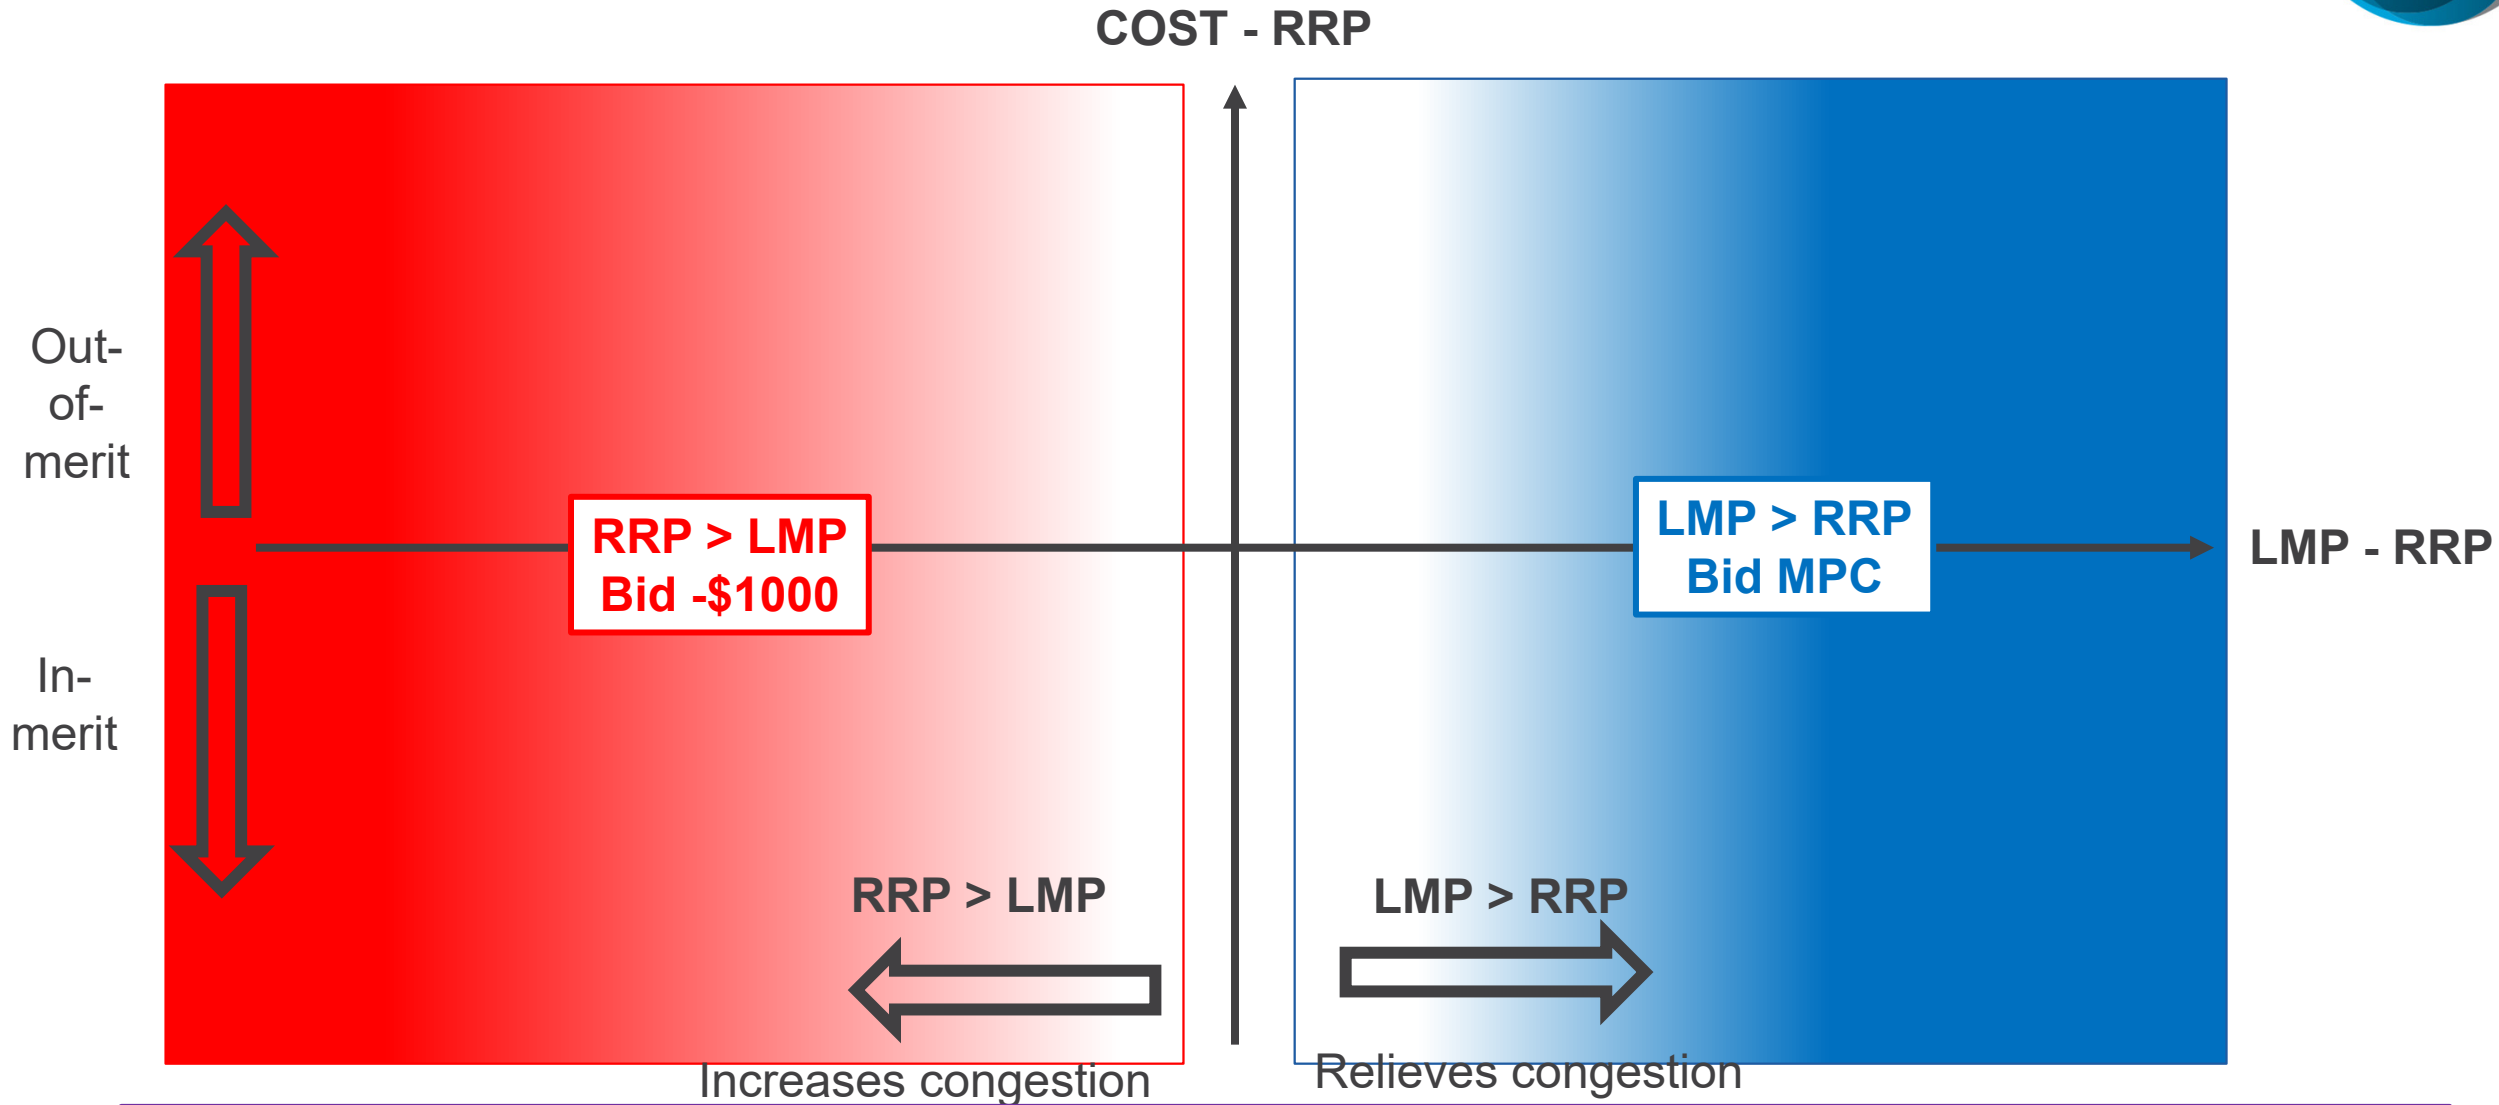 COST - RRP
Out-
of-
merit
RRP > LMP
Bid -$1000
LMP > RRP
Bid MPC
LMP - RRP
In-
merit
RRP > LMP
LMP > RRP
Increases congestion
Relieves congestion